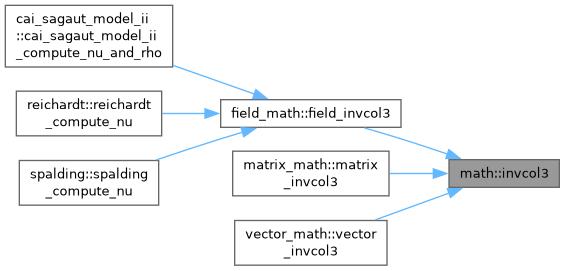 cai_sagaut_model_ii
::cai_sagaut_model_ii
_compute_nu_and_rho
reichardt::reichardt
_compute_nu
spalding::spalding
_compute_nu
field_math::field_invcol3
matrix_math::matrix
_invcol3
vector_math::vector
_invcol3
math::invcol3